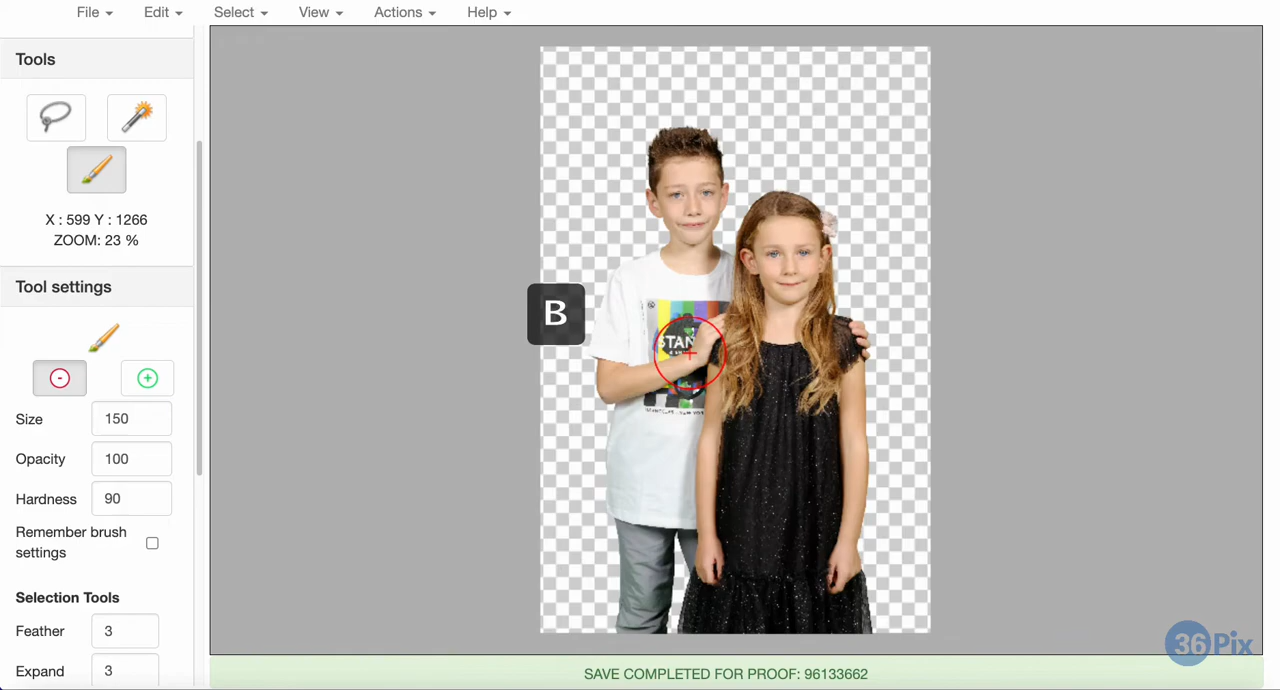 File Edit Select View Actions Help
Tools
X : 599 Y : 1266
ZOOM: 23 %
Tool settings
Size 150
Opacity 100
Hardness 90
Remember brush
settings
Selection Tools
Feather 3
Expand 3
B
STAN
SAVE COMPLETED FOR PROOF: 96133662
36Pix